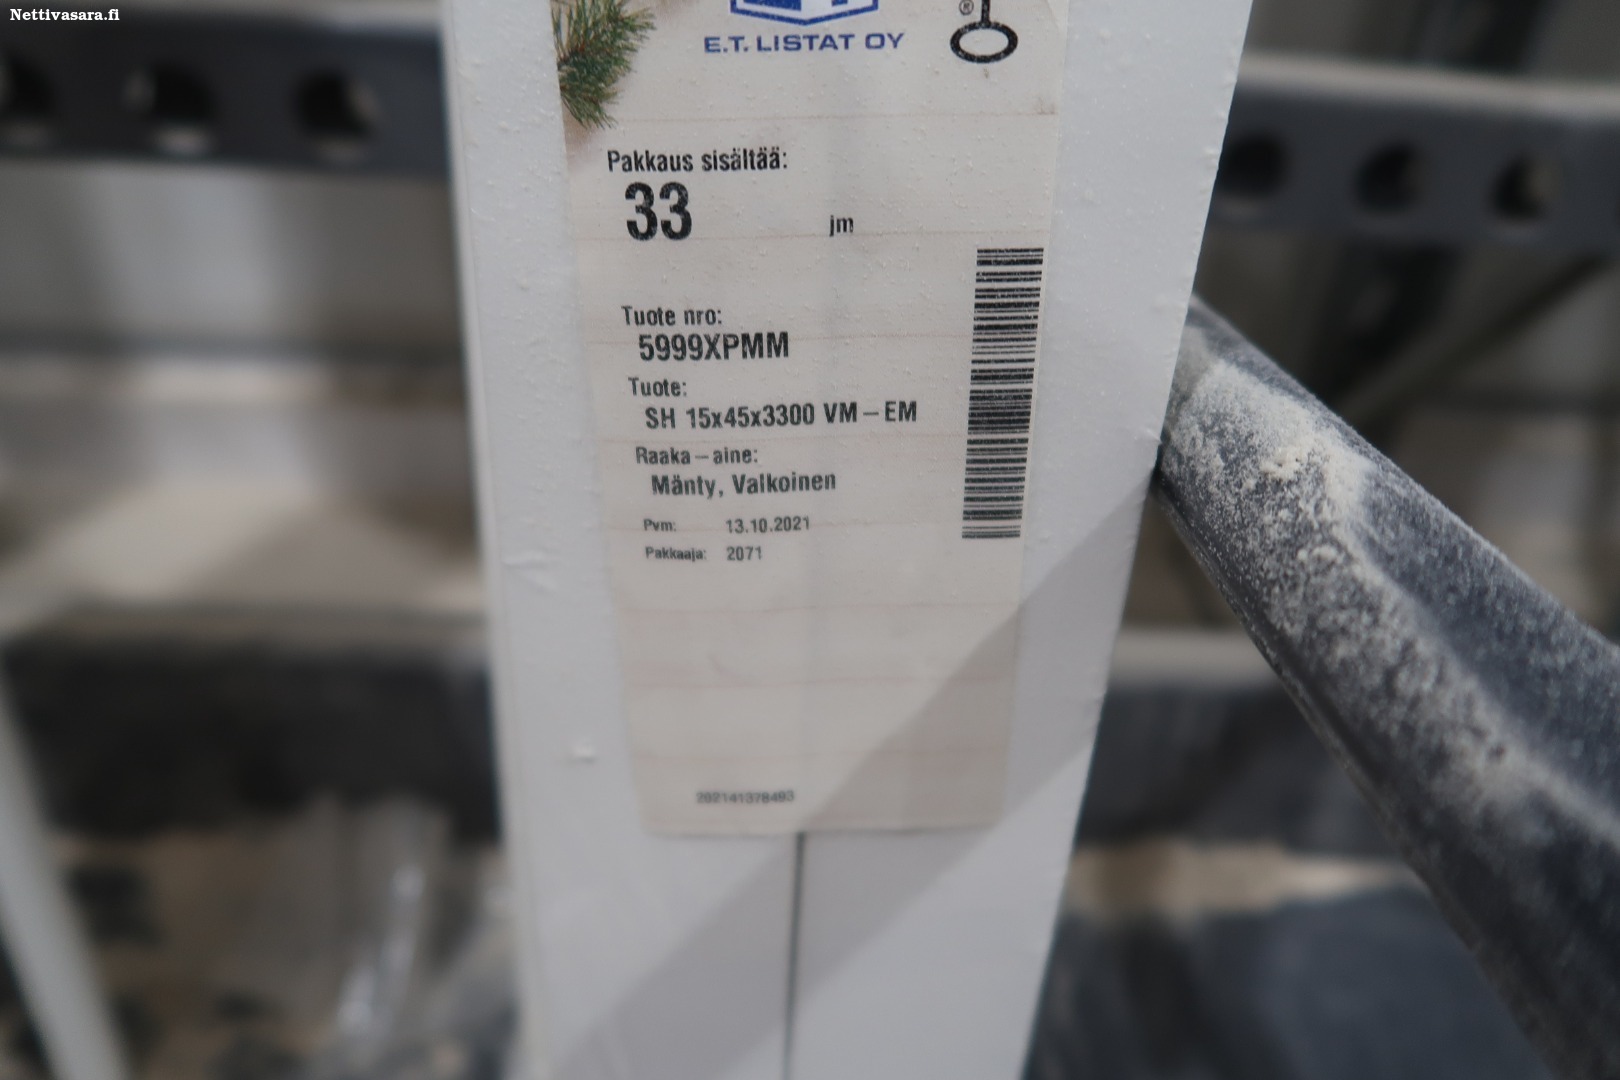 Nettivasara.fi
E.T. LISTAT OY
®
Pakkaus sisältää:
33 jm
Tuote nro:
5999XPMM
Tuote:
SH 15x45x3300 VM – EM
Raaka – aine:
Mänty, Valkoinen
Pvm: 13.10.2021
Pakkaaja: 2071
202141378493